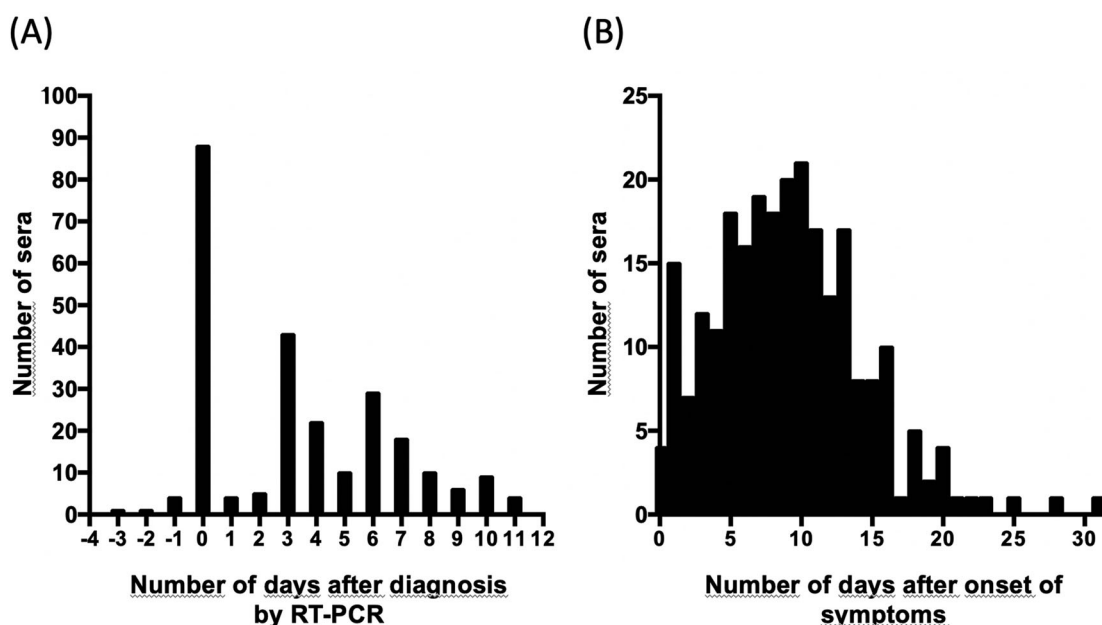 (A)
(B)
100
90
80
70
60
50
40
30
20
10
0
Number of sera
-4 -3 -2 -1 0 1 2 3 4 5 6 7 8 9 10 11 12
Number of days after diagnosis
by RT-PCR
25
20
15
10
5
0
Number of sera
0 5 10 15 20 25 30
Number of days after onset of
symptoms